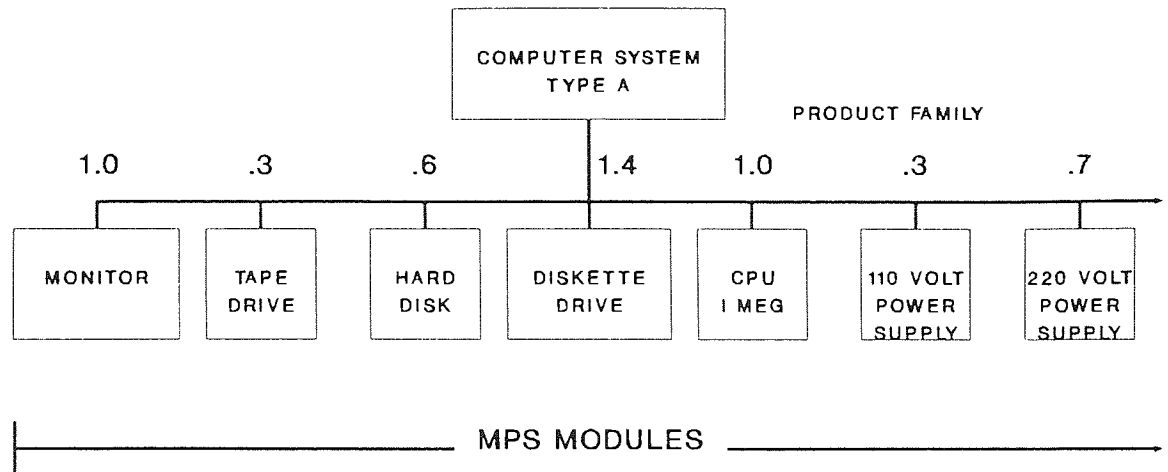 COMPUTER SYSTEM
TYPE A
PRODUCT FAMILY
1.0 .3 .6 1.4 1.0 .3 .7
MONITOR
TAPE
DRIVE
HARD
DISK
DISKETTE
DRIVE
CPU
I MEG
110 VOLT
POWER
SUPPLY
220 VOLT
POWER
SUPPLY
MPS MODULES